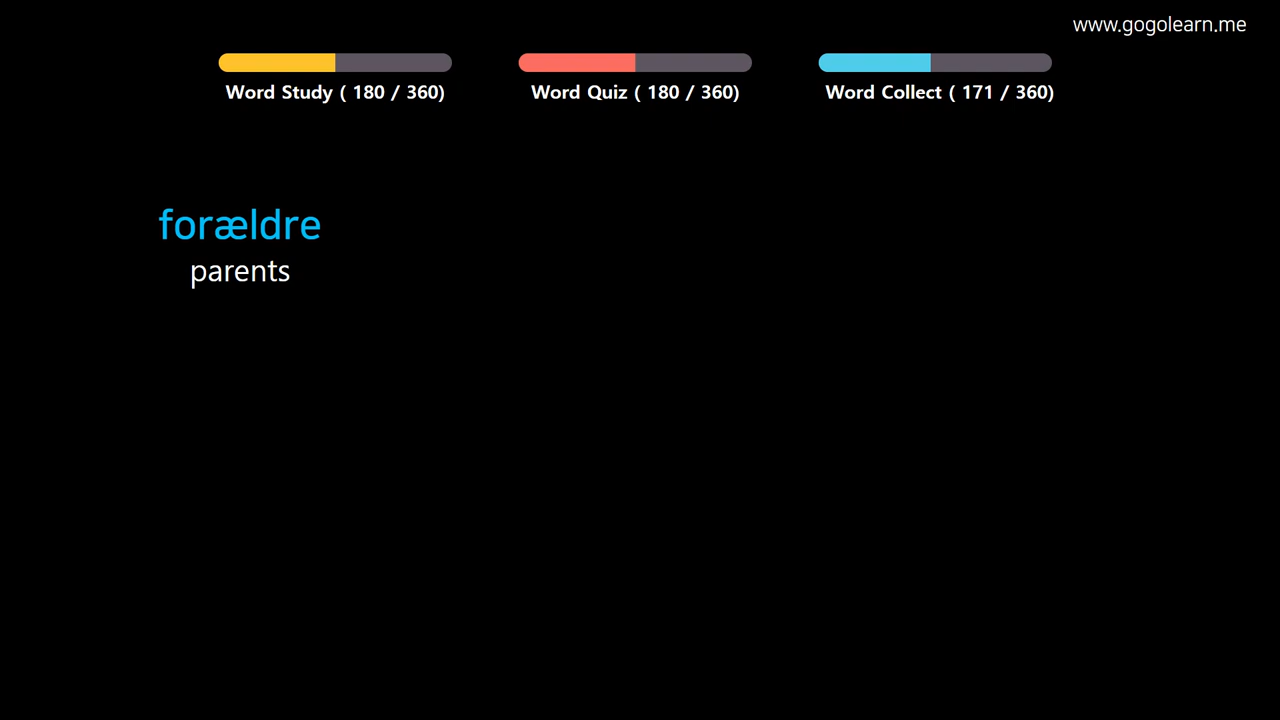 www.gogolearn.me
Word Study ( 180 / 360)
Word Quiz ( 180 / 360)
Word Collect ( 171 / 360)
forældre
parents